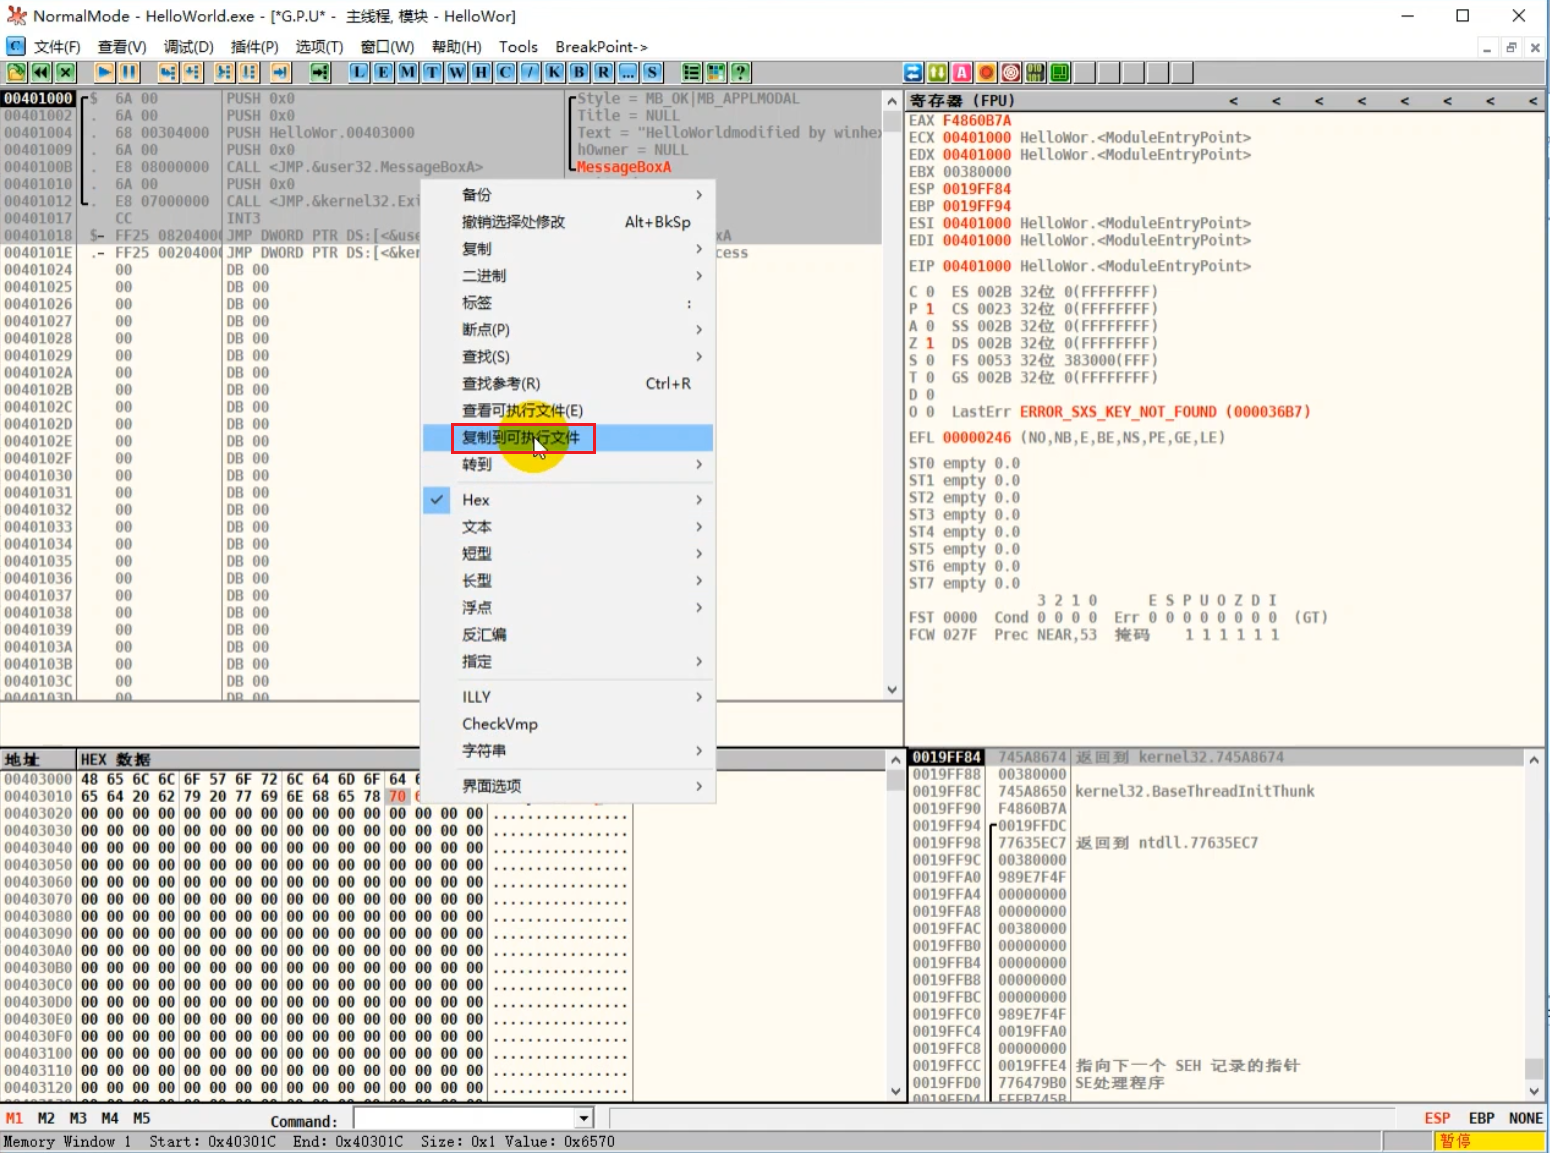 NormalMode - HelloWorld.exe - [*G.P.U* - 主线程, 模块 - HelloWor]
文件(F) 查看(V) 调试(D) 插件(P) 选项(T) 窗口(W) 帮助(H) Tools BreakPoint->
L E M T W H C / K B R ... S ?
00401000 $ 6A 00 PUSH 0x0 Style = MB_OK|MB_APPLMODAL
00401002 . 6A 00 PUSH 0x0 Title = NULL
00401004 . 68 00304000 PUSH HelloWor.00403000 Text = "HelloWorldmodified by winhex
00401009 . 6A 00 PUSH 0x0 hOwner = NULL
0040100B . E8 08000000 CALL <JMP.&user32.MessageBoxA> MessageBoxA
00401010 . 6A 00 PUSH 0x0
00401012 . E8 07000000 CALL <JMP.&kernel32.Exi
00401017 CC INT3
00401018 $- FF25 08204000 JMP DWORD PTR DS:[<&use xA
0040101E .- FF25 00204000 JMP DWORD PTR DS:[<&ker cess
00401024 00 DB 00
00401025 00 DB 00
00401026 00 DB 00
00401027 00 DB 00
00401028 00 DB 00
00401029 00 DB 00
0040102A 00 DB 00
0040102B 00 DB 00
0040102C 00 DB 00
0040102D 00 DB 00
0040102E 00 DB 00
0040102F 00 DB 00
00401030 00 DB 00
00401031 00 DB 00
00401032 00 DB 00
00401033 00 DB 00
00401034 00 DB 00
00401035 00 DB 00
00401036 00 DB 00
00401037 00 DB 00
00401038 00 DB 00
00401039 00 DB 00
0040103A 00 DB 00
0040103B 00 DB 00
0040103C 00 DB 00
0040103D 00 DB 00
备份
撤销选择处修改 Alt+BkSp
复制
二进制
标签 :
断点(P)
查找(S)
查找参考(R) Ctrl+R
查看可执行文件(E)
复制到可执行文件
转到
Hex
文本
短型
长型
浮点
反汇编
指定
ILLY
CheckVmp
字符串
界面选项
寄存器 (FPU) < < < < < < < <
EAX F4860B7A
ECX 00401000 HelloWor.<ModuleEntryPoint>
EDX 00401000 HelloWor.<ModuleEntryPoint>
EBX 00380000
ESP 0019FF84
EBP 0019FF94
ESI 00401000 HelloWor.<ModuleEntryPoint>
EDI 00401000 HelloWor.<ModuleEntryPoint>
EIP 00401000 HelloWor.<ModuleEntryPoint>
C 0 ES 002B 32位 0(FFFFFFFF)
P 1 CS 0023 32位 0(FFFFFFFF)
A 0 SS 002B 32位 0(FFFFFFFF)
Z 1 DS 002B 32位 0(FFFFFFFF)
S 0 FS 0053 32位 383000(FFF)
T 0 GS 002B 32位 0(FFFFFFFF)
D 0
O 0 LastErr ERROR_SXS_KEY_NOT_FOUND (000036B7)
EFL 00000246 (NO,NB,E,BE,NS,PE,GE,LE)
ST0 empty 0.0
ST1 empty 0.0
ST2 empty 0.0
ST3 empty 0.0
ST4 empty 0.0
ST5 empty 0.0
ST6 empty 0.0
ST7 empty 0.0
3 2 1 0 E S P U O Z D I
FST 0000 Cond 0 0 0 0 Err 0 0 0 0 0 0 0 0 (GT)
FCW 027F Prec NEAR,53 掩码 1 1 1 1 1 1
地址 HEX 数据
00403000 48 65 6C 6C 6F 57 6F 72 6C 64 6D 6F 64 6
00403010 65 64 20 62 79 20 77 69 6E 68 65 78 70
00403020 00 00 00 00 00 00 00 00 00 00 00 00 00 00 00 00 ................
00403030 00 00 00 00 00 00 00 00 00 00 00 00 00 00 00 00 ................
00403040 00 00 00 00 00 00 00 00 00 00 00 00 00 00 00 00 ................
00403050 00 00 00 00 00 00 00 00 00 00 00 00 00 00 00 00 ................
00403060 00 00 00 00 00 00 00 00 00 00 00 00 00 00 00 00 ................
00403070 00 00 00 00 00 00 00 00 00 00 00 00 00 00 00 00 ................
00403080 00 00 00 00 00 00 00 00 00 00 00 00 00 00 00 00 ................
00403090 00 00 00 00 00 00 00 00 00 00 00 00 00 00 00 00 ................
004030A0 00 00 00 00 00 00 00 00 00 00 00 00 00 00 00 00 ................
004030B0 00 00 00 00 00 00 00 00 00 00 00 00 00 00 00 00 ................
004030C0 00 00 00 00 00 00 00 00 00 00 00 00 00 00 00 00 ................
004030D0 00 00 00 00 00 00 00 00 00 00 00 00 00 00 00 00 ................
004030E0 00 00 00 00 00 00 00 00 00 00 00 00 00 00 00 00 ................
004030F0 00 00 00 00 00 00 00 00 00 00 00 00 00 00 00 00 ................
00403100 00 00 00 00 00 00 00 00 00 00 00 00 00 00 00 00 ................
00403110 00 00 00 00 00 00 00 00 00 00 00 00 00 00 00 00 ................
00403120 00 00 00 00 00 00 00 00 00 00 00 00 00 00 00 00 ................
0019FF84 745A8674 返回到 kernel32.745A8674
0019FF88 00380000
0019FF8C 745A8650 kernel32.BaseThreadInitThunk
0019FF90 F4860B7A
0019FF94 0019FFDC
0019FF98 77635EC7 返回到 ntdll.77635EC7
0019FF9C 00380000
0019FFA0 989E7F4F
0019FFA4 00000000
0019FFA8 00000000
0019FFAC 00380000
0019FFB0 00000000
0019FFB4 00000000
0019FFB8 00000000
0019FFBC 00000000
0019FFC0 989E7F4F
0019FFC4 0019FFA0
0019FFC8 00000000
0019FFCC 0019FFE4 指向下一个 SEH 记录的指针
0019FFD0 776479B0 SE处理程序
0019FFD4
M1 M2 M3 M4 M5 Command: ESP EBP NONE
Memory Window 1 Start: 0x40301C End: 0x40301C Size: 0x1 Value: 0x6570 暂停